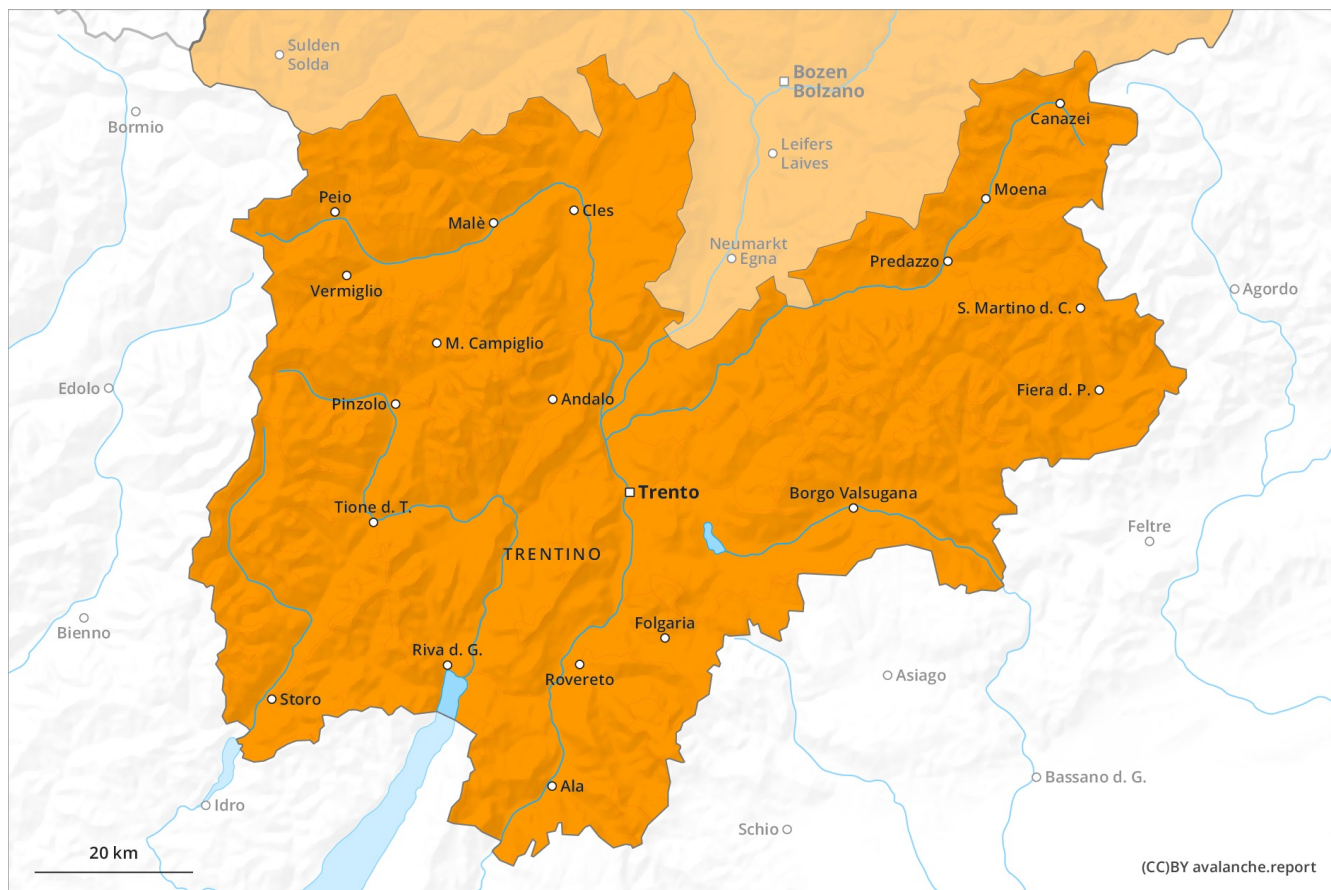 Sulden
Solda
Bozen
Bolzano
Bormio
Canazei
Leifers
Laives
Peio
Moena
Malè
Cles
Neumarkt
Egna
Predazzo
Vermiglio
Agordo
S. Martino d. C.
M. Campiglio
Edolo
Fiera d. P.
Andalo
Pinzolo
Trento
Borgo Valsugana
Tione d. T.
Feltre
TRENTINO
Folgaria
Bienno
Riva d. G.
Asiago
Rovereto
Storo
Bassano d. G.
Ala
Idro
Schio
20 km
(CC)BY avalanche.report